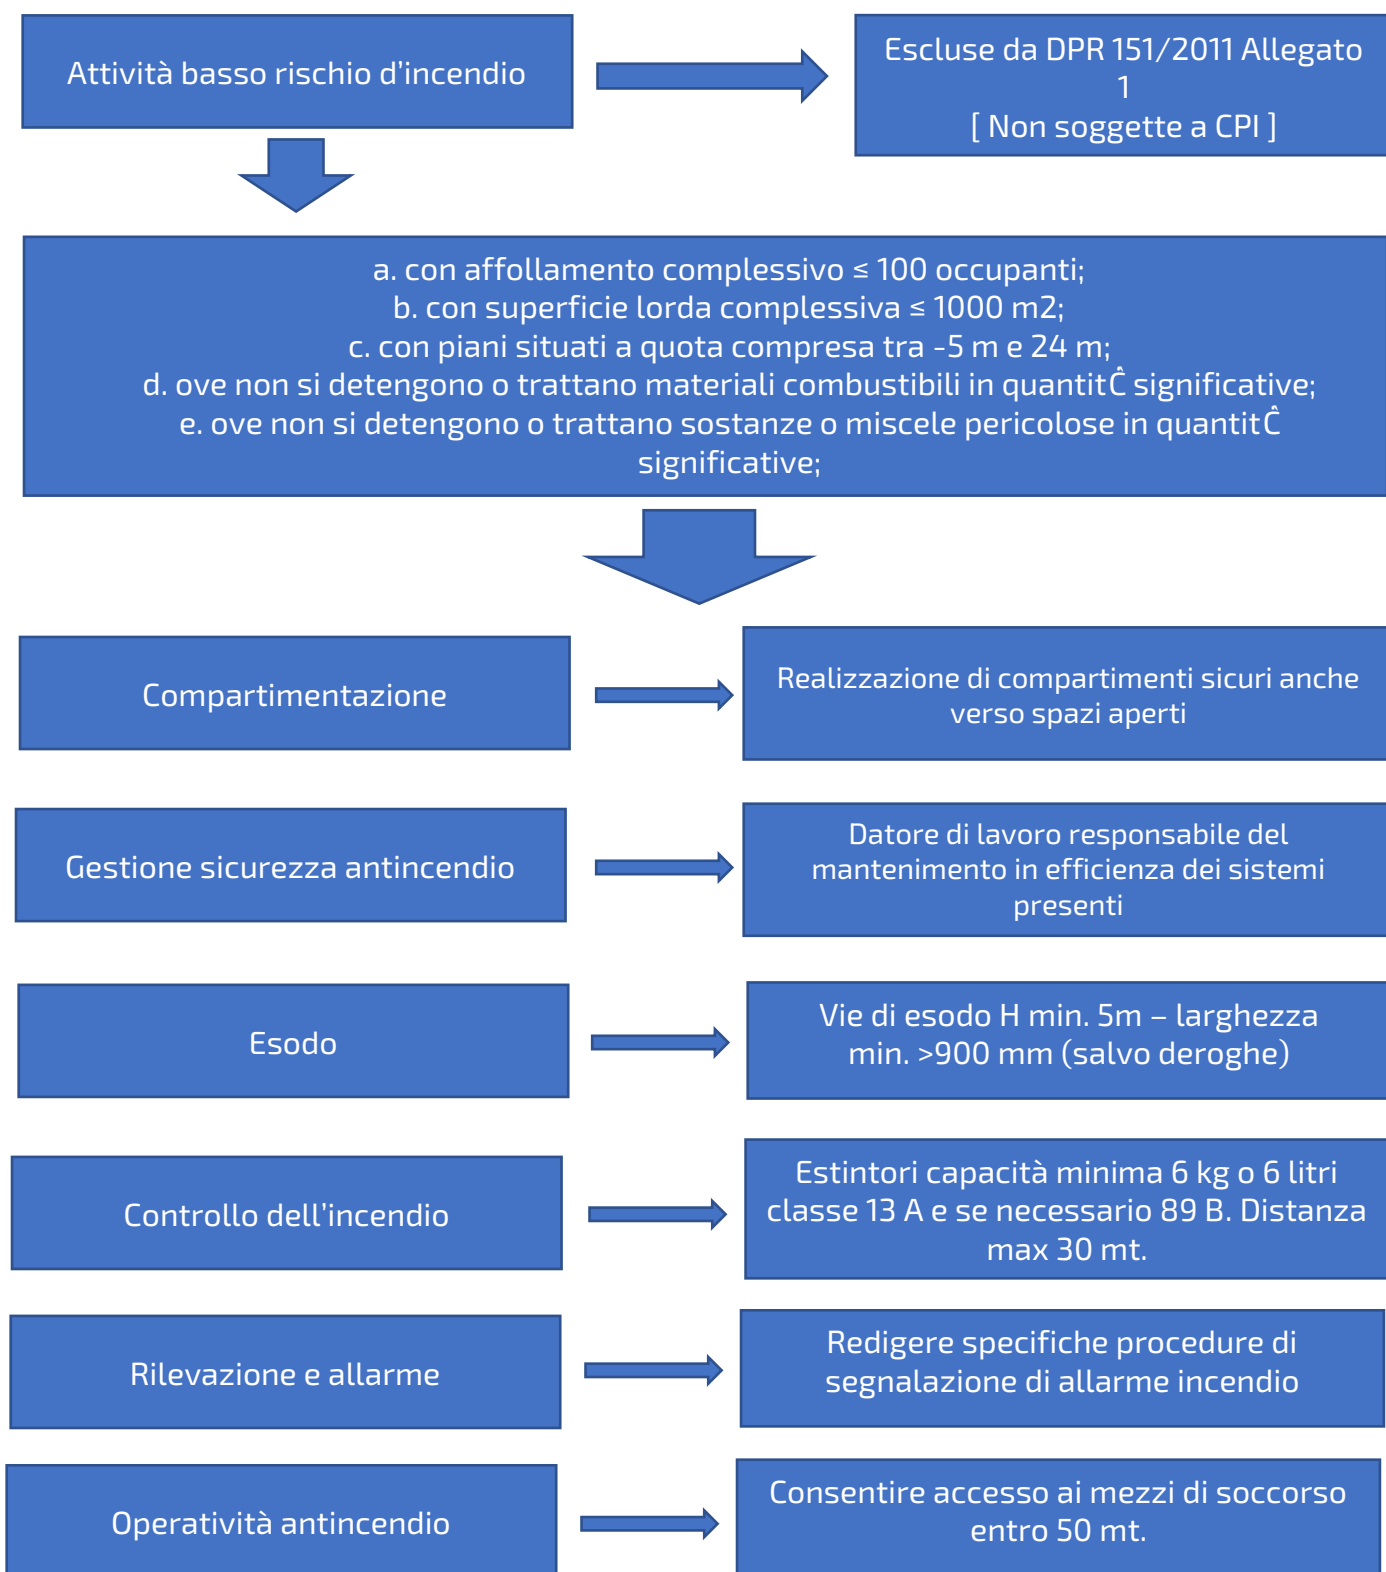 Attività basso rischio d’incendio
Escluse da DPR 151/2011 Allegato
1
[ Non soggette a CPI ]
a. con affollamento complessivo ≤ 100 occupanti;
b. con superficie lorda complessiva ≤ 1000 m2;
c. con piani situati a quota compresa tra -5 m e 24 m;
d. ove non si detengono o trattano materiali combustibili in quantitĈ significative;
e. ove non si detengono o trattano sostanze o miscele pericolose in quantitĈ
significative;
Compartimentazione
Realizzazione di compartimenti sicuri anche
verso spazi aperti
Gestione sicurezza antincendio
Datore di lavoro responsabile del
mantenimento in efficienza dei sistemi
presenti
Esodo
Vie di esodo H min. 5m – larghezza
min. >900 mm (salvo deroghe)
Controllo dell’incendio
Estintori capacità minima 6 kg o 6 litri
classe 13 A e se necessario 89 B. Distanza
max 30 mt.
Rilevazione e allarme
Redigere specifiche procedure di
segnalazione di allarme incendio
Operatività antincendio
Consentire accesso ai mezzi di soccorso
entro 50 mt.